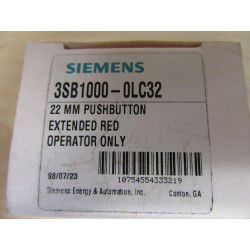 SIEMENS
3SB1000-0LC32
22 MM PUSHBUTTON
EXTENDED RED
OPERATOR ONLY
98/07/23
10754554333219
Siemens Energy & Automation, Inc. Canton, GA